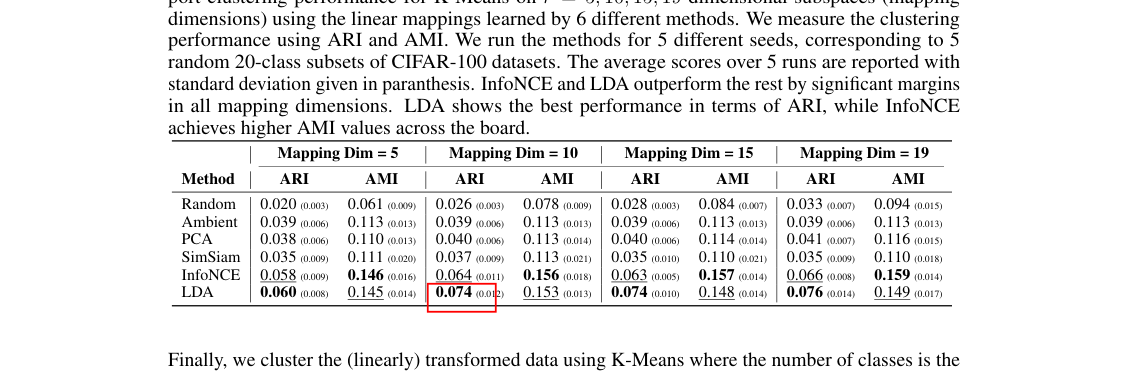 port clustering performance for K-Means on r = 5, 10, 15, 19 dimensional subspaces (mapping
dimensions) using the linear mappings learned by 6 different methods. We measure the clustering
performance using ARI and AMI. We run the methods for 5 different seeds, corresponding to 5
random 20-class subsets of CIFAR-100 datasets. The average scores over 5 runs are reported with
standard deviation given in paranthesis. InfoNCE and LDA outperform the rest by significant margins
in all mapping dimensions. LDA shows the best performance in terms of ARI, while InfoNCE
achieves higher AMI values across the board.
Mapping Dim = 5 Mapping Dim = 10 Mapping Dim = 15 Mapping Dim = 19
Method ARI AMI ARI AMI ARI AMI ARI AMI
Random 0.020 (0.003) 0.061 (0.009) 0.026 (0.003) 0.078 (0.009) 0.028 (0.003) 0.084 (0.007) 0.033 (0.007) 0.094 (0.015)
Ambient 0.039 (0.006) 0.113 (0.013) 0.039 (0.006) 0.113 (0.013) 0.039 (0.006) 0.113 (0.013) 0.039 (0.006) 0.113 (0.013)
PCA 0.038 (0.006) 0.110 (0.013) 0.040 (0.006) 0.113 (0.014) 0.040 (0.006) 0.114 (0.014) 0.041 (0.007) 0.116 (0.015)
SimSiam 0.035 (0.009) 0.111 (0.020) 0.037 (0.009) 0.113 (0.021) 0.035 (0.010) 0.110 (0.021) 0.035 (0.009) 0.110 (0.018)
InfoNCE 0.058 (0.009) 0.146 (0.016) 0.064 (0.011) 0.156 (0.018) 0.063 (0.005) 0.157 (0.014) 0.066 (0.008) 0.159 (0.014)
LDA 0.060 (0.008) 0.145 (0.014) 0.074 (0.012) 0.153 (0.013) 0.074 (0.010) 0.148 (0.014) 0.076 (0.014) 0.149 (0.017)
Finally, we cluster the (linearly) transformed data using K-Means where the number of classes is the